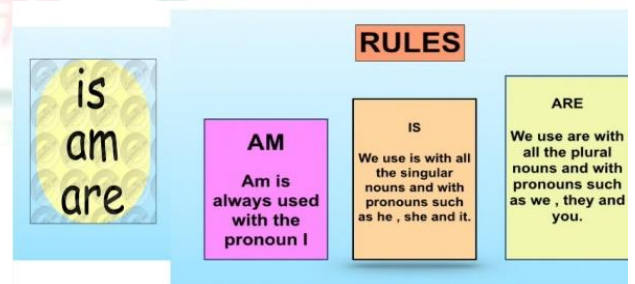 is
am
are
RULES
AM
Am is
always used
with the
pronoun I
IS
We use is with all
the singular
nouns and with
pronouns such
as he , she and it.
ARE
We use are with
all the plural
nouns and with
pronouns such
as we , they and
you.